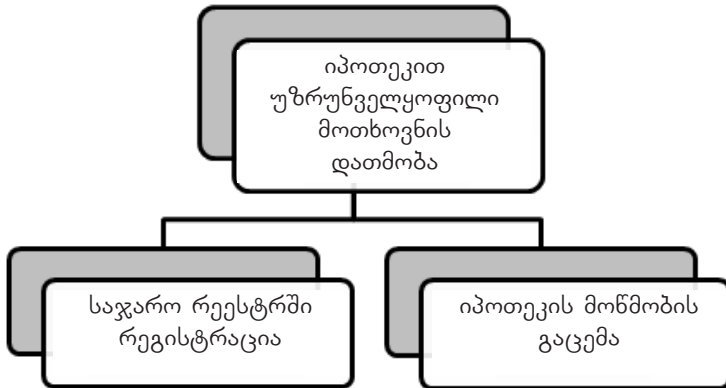 იპოთეკით
უზრუნველყოფილი
მოთხოვნის
დათმობა
საჯარო რეესტრში
რეგისტრაცია
იპოთეკის მოწმობის
გაცემა